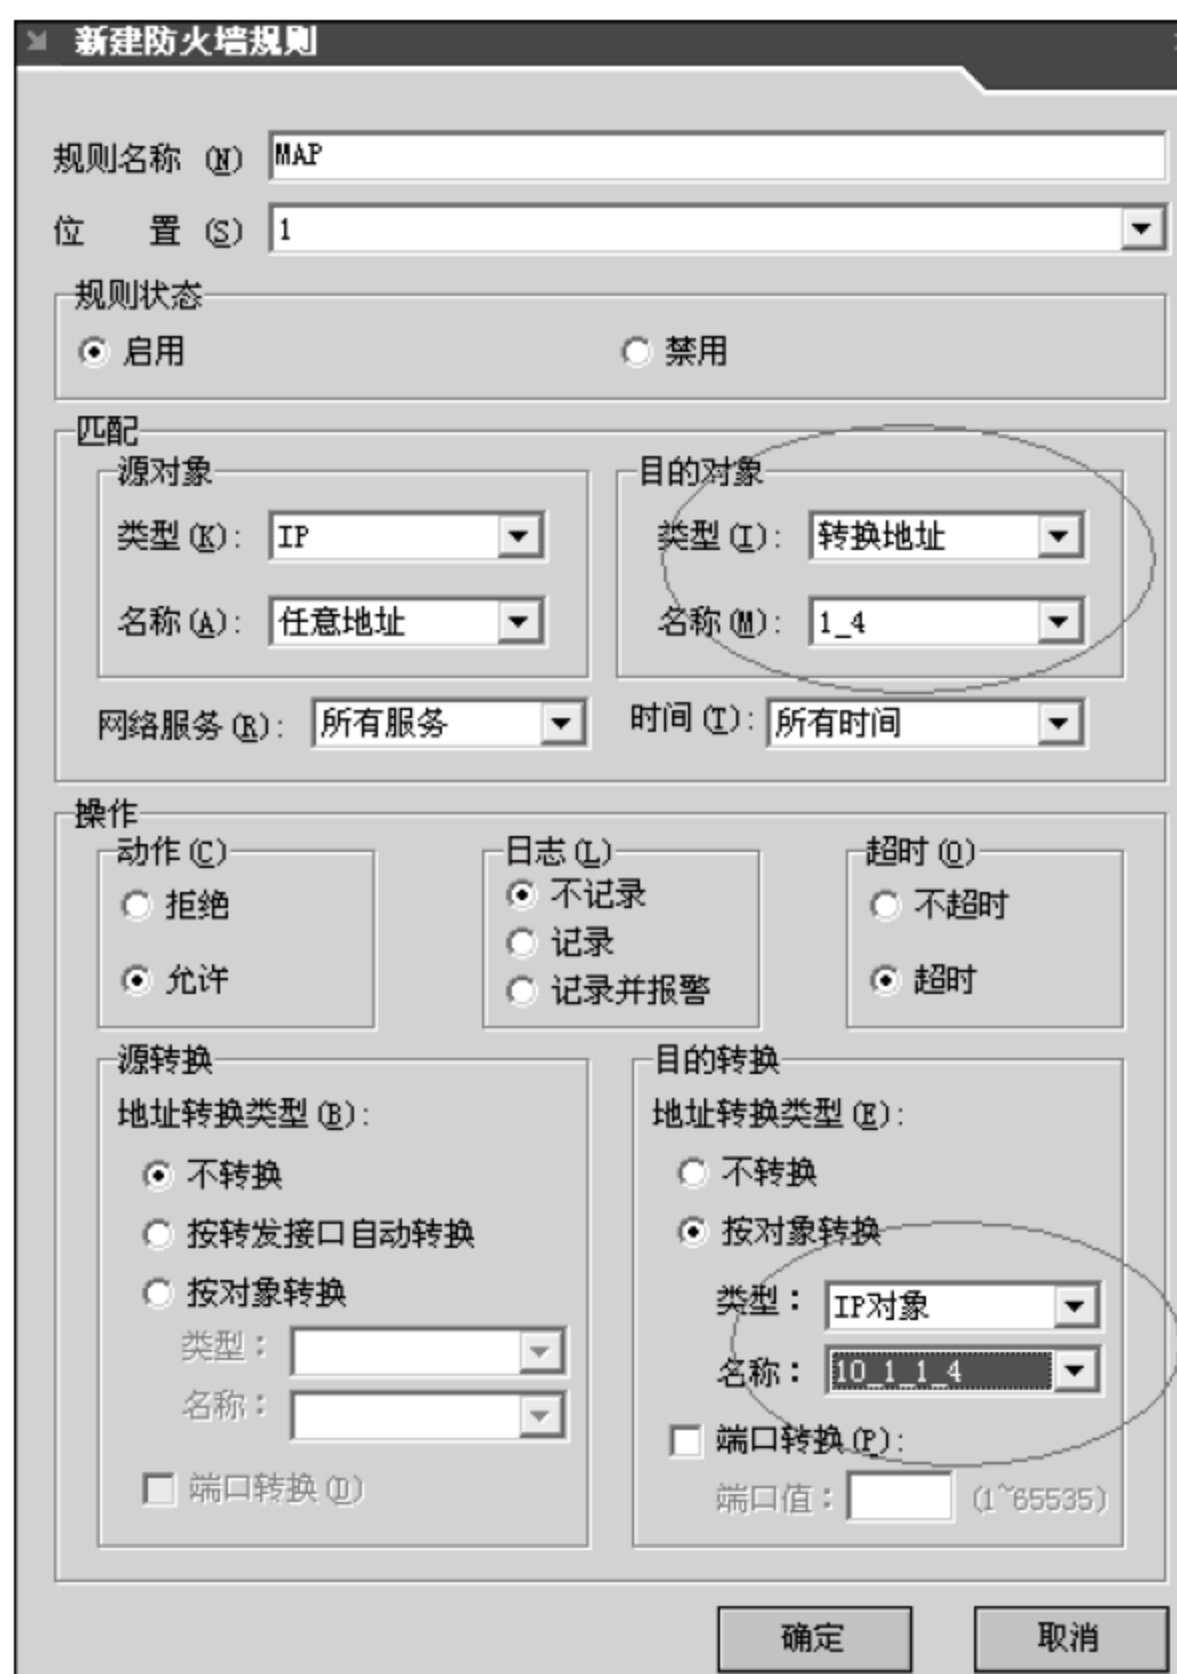 新建防火墙规则
规则名称(N) MAP
位 置(S) 1
规则状态
启用 禁用
匹配
源对象 目的对象
类型(K): IP 类型(I): 转换地址
名称(A): 任意地址 名称(M): 1_4
网络服务(R): 所有服务 时间(T): 所有时间
操作
动作(C) 日志(L) 超时(O)
拒绝 不记录 不超时
记录
允许 记录并报警 超时
源转换 目的转换
地址转换类型(B): 地址转换类型(E):
不转换 不转换
按转发接口自动转换 按对象转换
按对象转换 类型： IP对象
类型： 名称： 10_1_1_4
名称： 端口转换(P):
端口转换(D) 端口值： (1~65535)
确定 取消